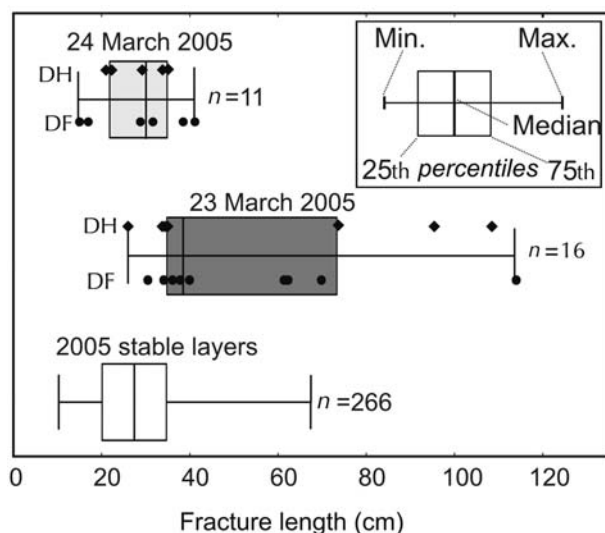 24 March 2005
DH
n=11
DF
Min.
Max.
Median
25th percentiles 75th
23 March 2005
DH
n=16
DF
2005 stable layers
n=266
0 20 40 60 80 100 120
Fracture length (cm)